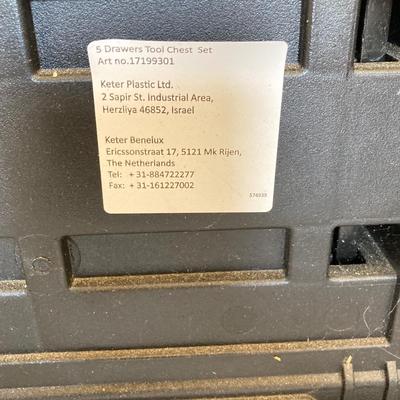 5 Drawers Tool Chest Set
Art no.17199301
Keter Plastic Ltd.
2 Sapir St. Industrial Area,
Herzliya 46852, Israel
Keter Benelux
Ericssonstraat 17, 5121 Mk Rijen,
The Netherlands
Tel: +31-884722277
Fax: +31-161227002